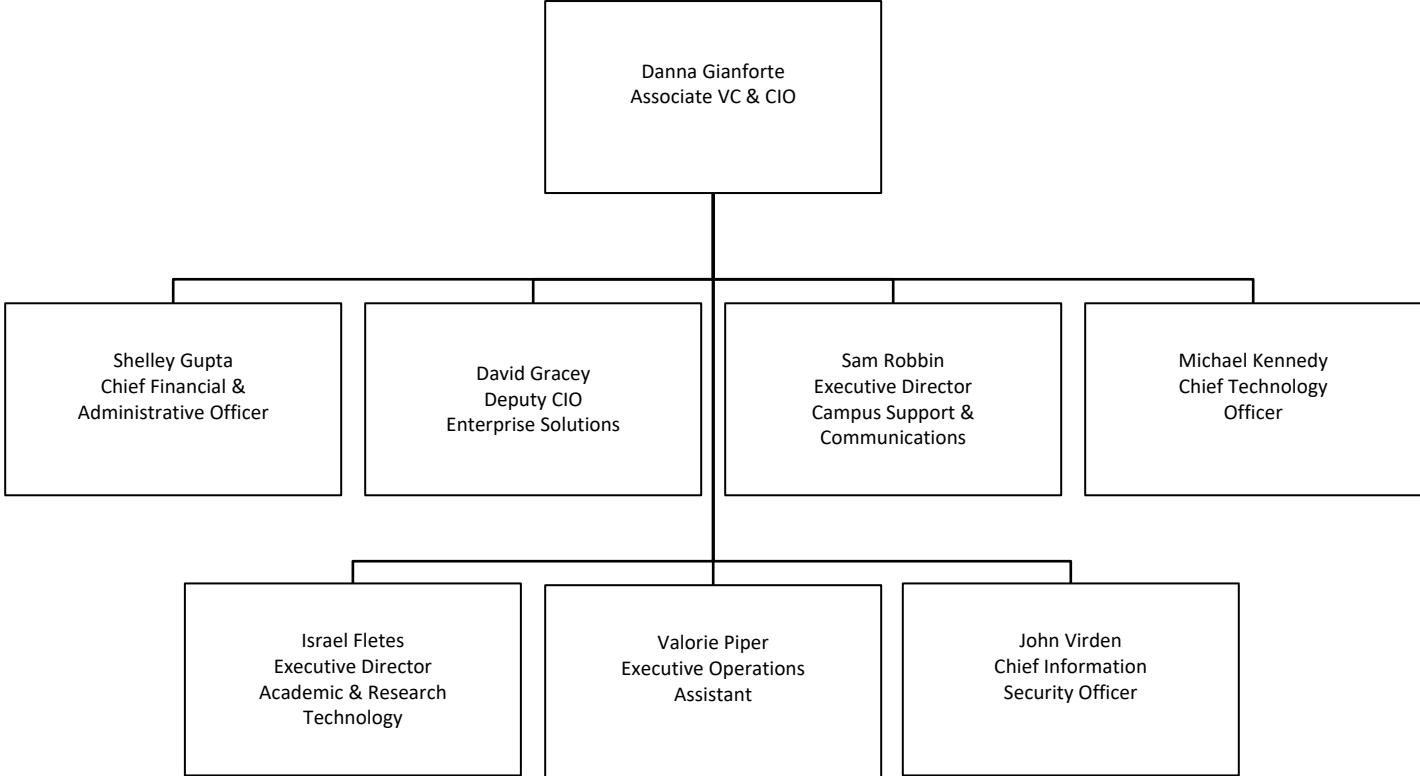 Danna Gianforte
Associate VC & CIO
Shelley Gupta
Chief Financial &
Administrative Officer
David Gracey
Deputy CIO
Enterprise Solutions
Sam Robbin
Executive Director
Campus Support &
Communications
Michael Kennedy
Chief Technology
Officer
Israel Fletes
Executive Director
Academic & Research
Technology
Valorie Piper
Executive Operations
Assistant
John Virden
Chief Information
Security Officer